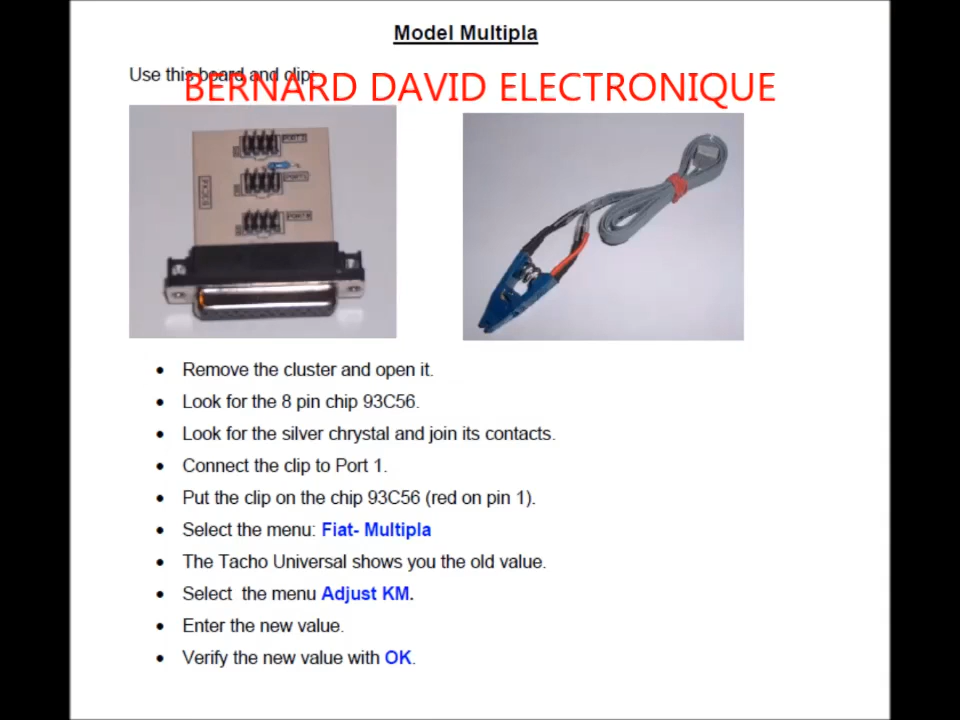 Model Multipla
Use this board and clip:
BERNARD DAVID ELECTRONIQUE
PORT1
• Remove the cluster and open it.
• Look for the 8 pin chip 93C56.
• Look for the silver chrystal and join its contacts.
• Connect the clip to Port 1.
• Put the clip on the chip 93C56 (red on pin 1).
• Select the menu: Fiat- Multipla
• The Tacho Universal shows you the old value.
• Select  the menu Adjust KM.
• Enter the new value.
• Verify the new value with OK.